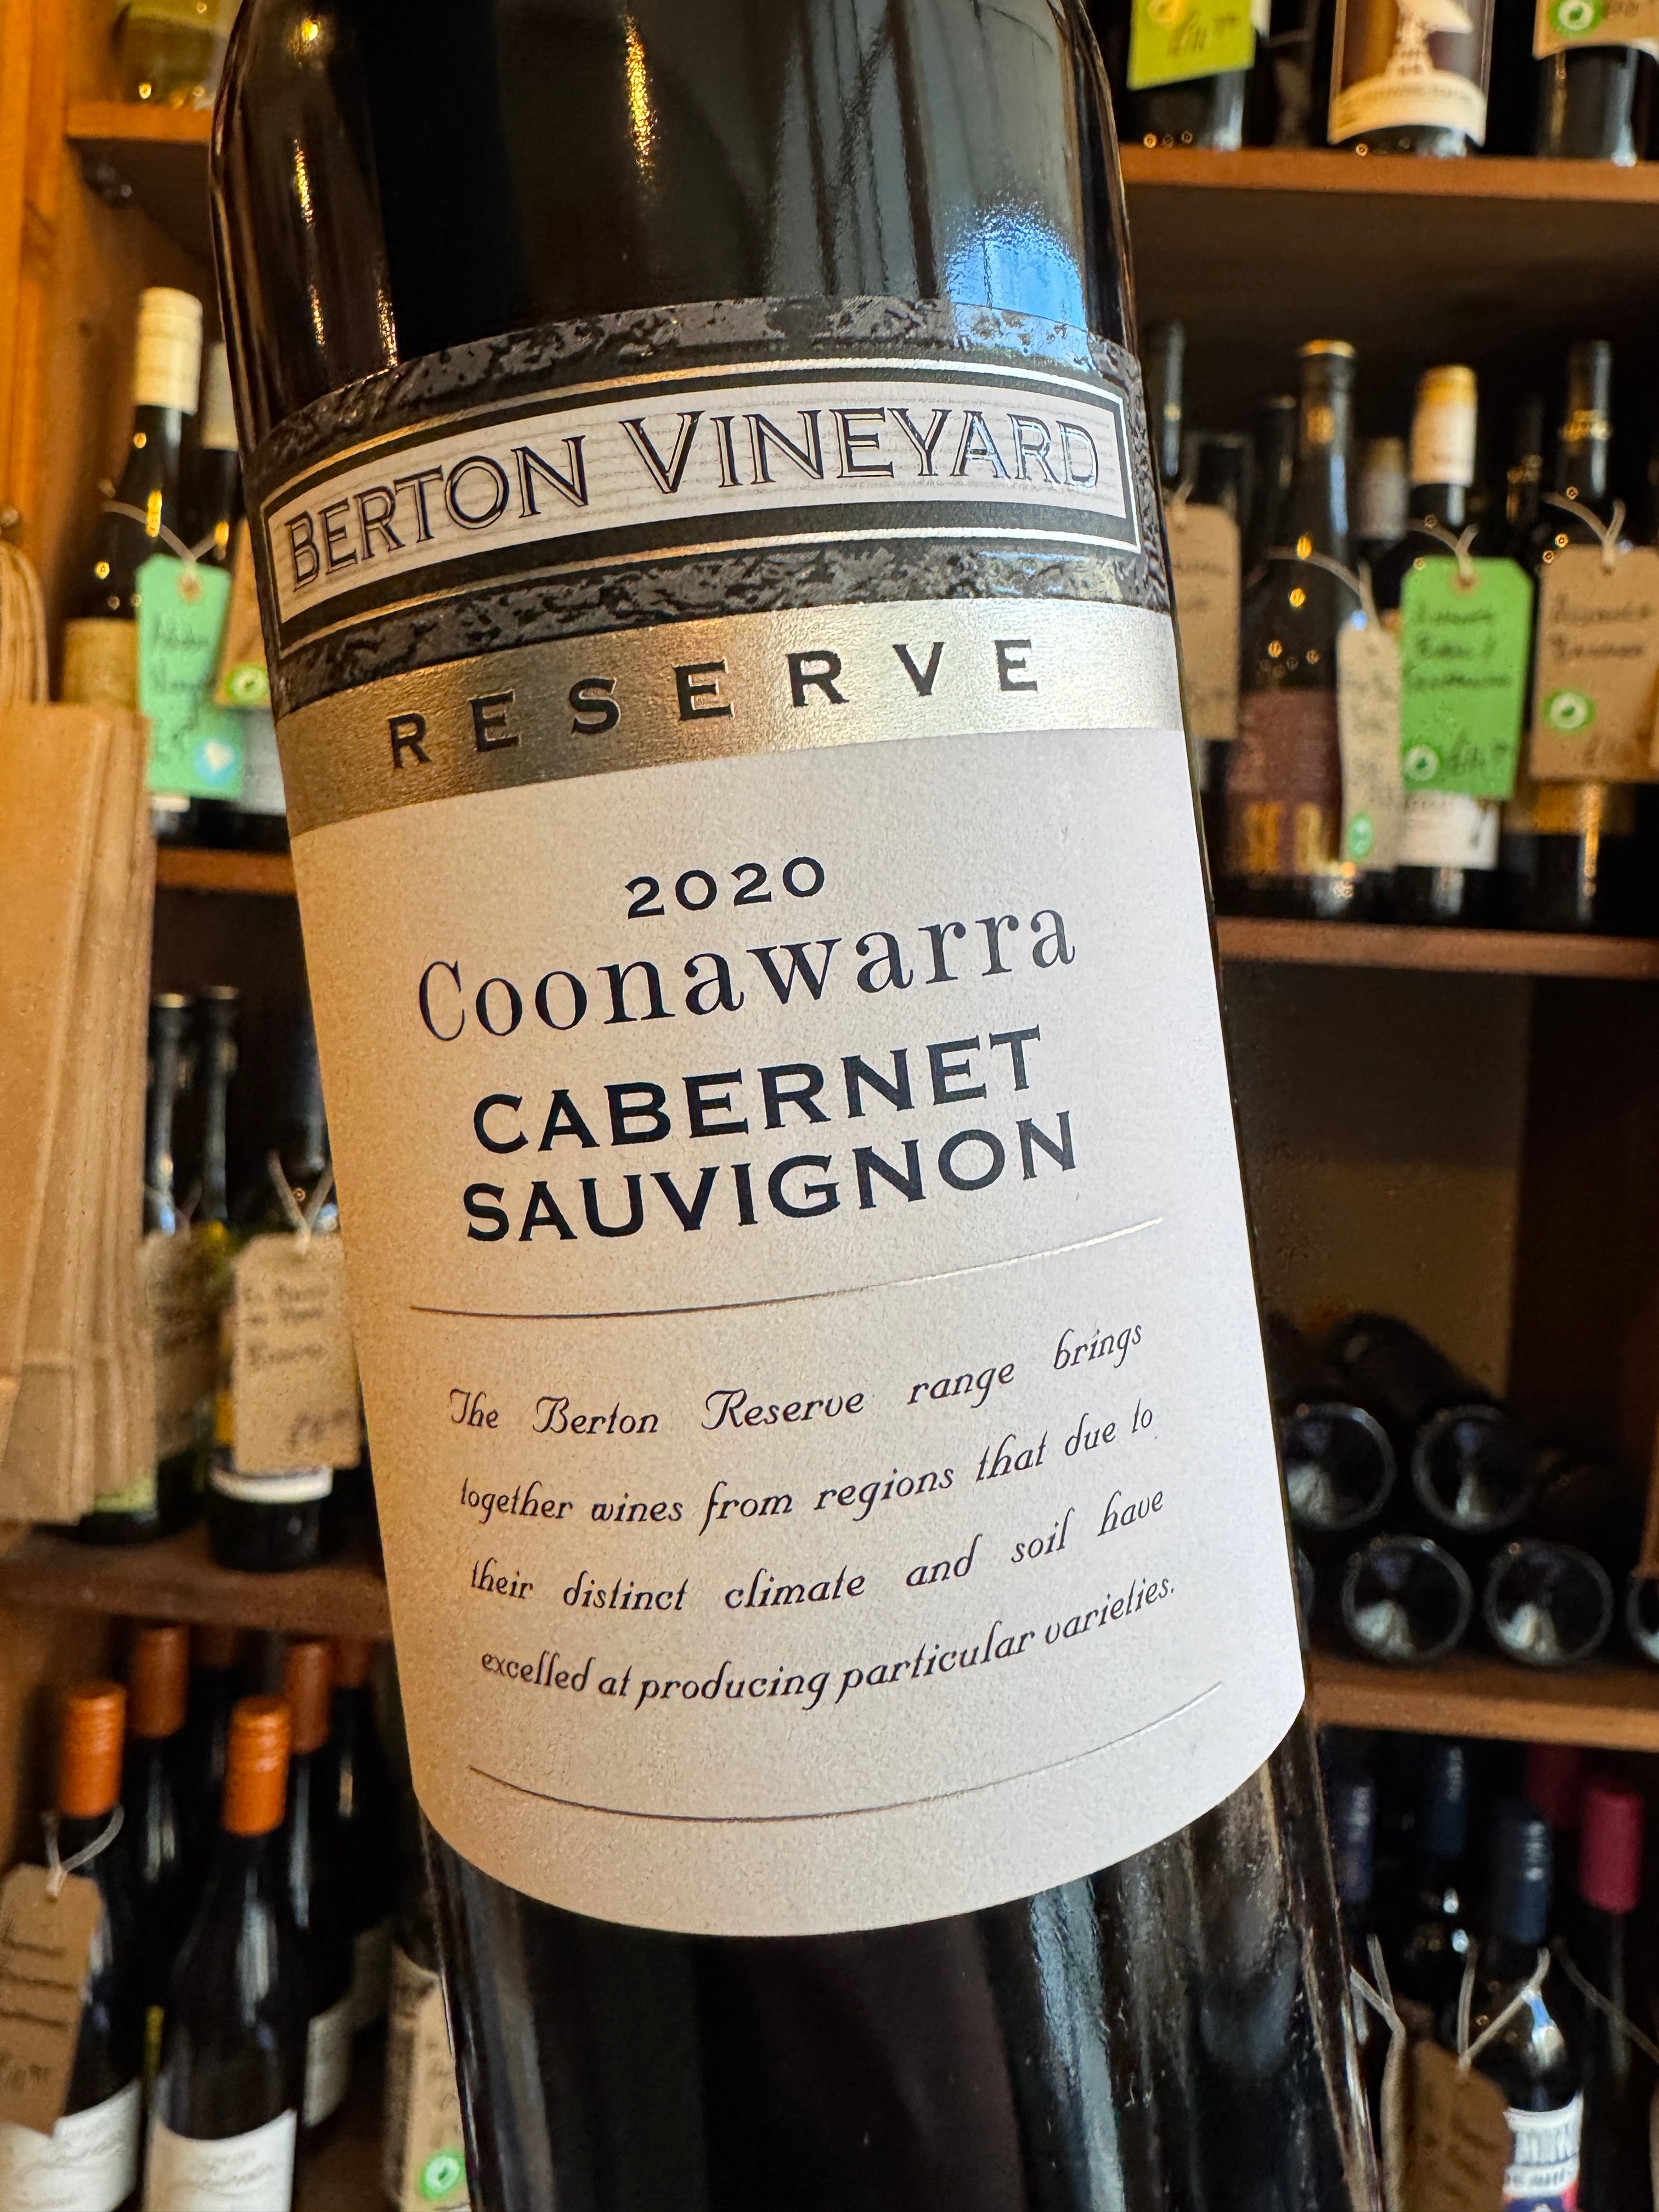 BERTON VINEYARD
RESERVE
2020
Coonawarra
CABERNET
SAUVIGNON
The Berton Reserve range brings
together wines from regions that due to
their distinct climate and soil have
excelled at producing particular varieties.